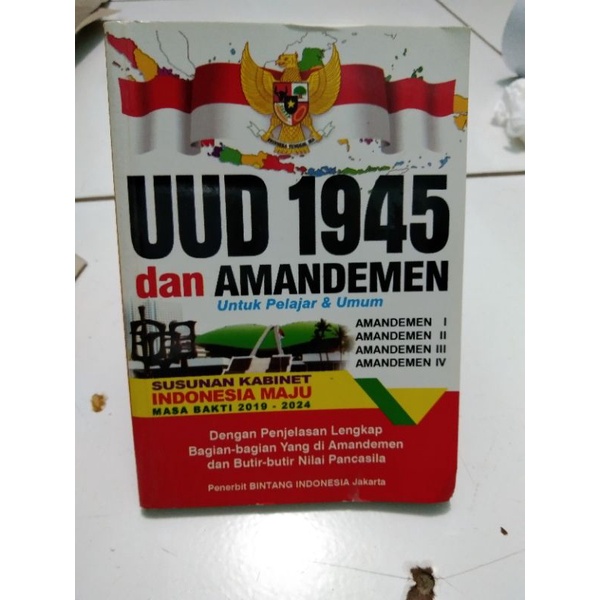 UUD 1945
dan AMANDEMEN
Untuk Pelajar & Umum
AMANDEMEN I
AMANDEMEN II
AMANDEMEN III
AMANDEMEN IV
SUSUNAN KABINET
INDONESIA MAJU
MASA BAKTI 2019 - 2024
Dengan Penjelasan Lengkap
Bagian-bagian Yang di Amandemen
dan Butir-butir Nilai Pancasila
Penerbit BINTANG INDONESIA Jakarta